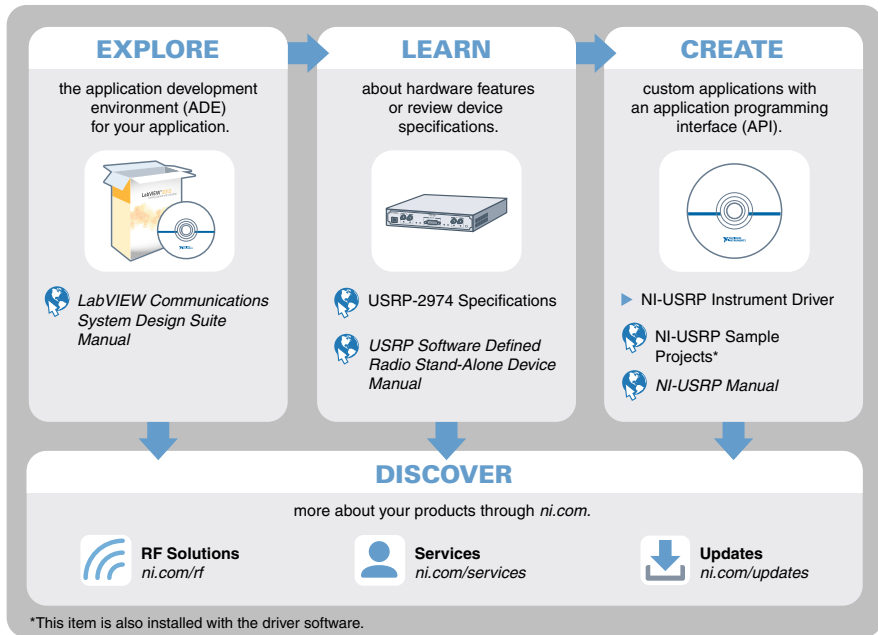 EXPLORE
the application development
environment (ADE)
for your application.
LabVIEW
LabVIEW Communications
System Design Suite
Manual
LEARN
about hardware features
or review device
specifications.
USRP-2974 Specifications
USRP Software Defined
Radio Stand-Alone Device
Manual
CREATE
custom applications with
an application programming
interface (API).
NI-USRP Instrument Driver
NI-USRP Sample
Projects*
NI-USRP Manual
DISCOVER
more about your products through ni.com.
RF Solutions
ni.com/rf
Services
ni.com/services
Updates
ni.com/updates
*This item is also installed with the driver software.